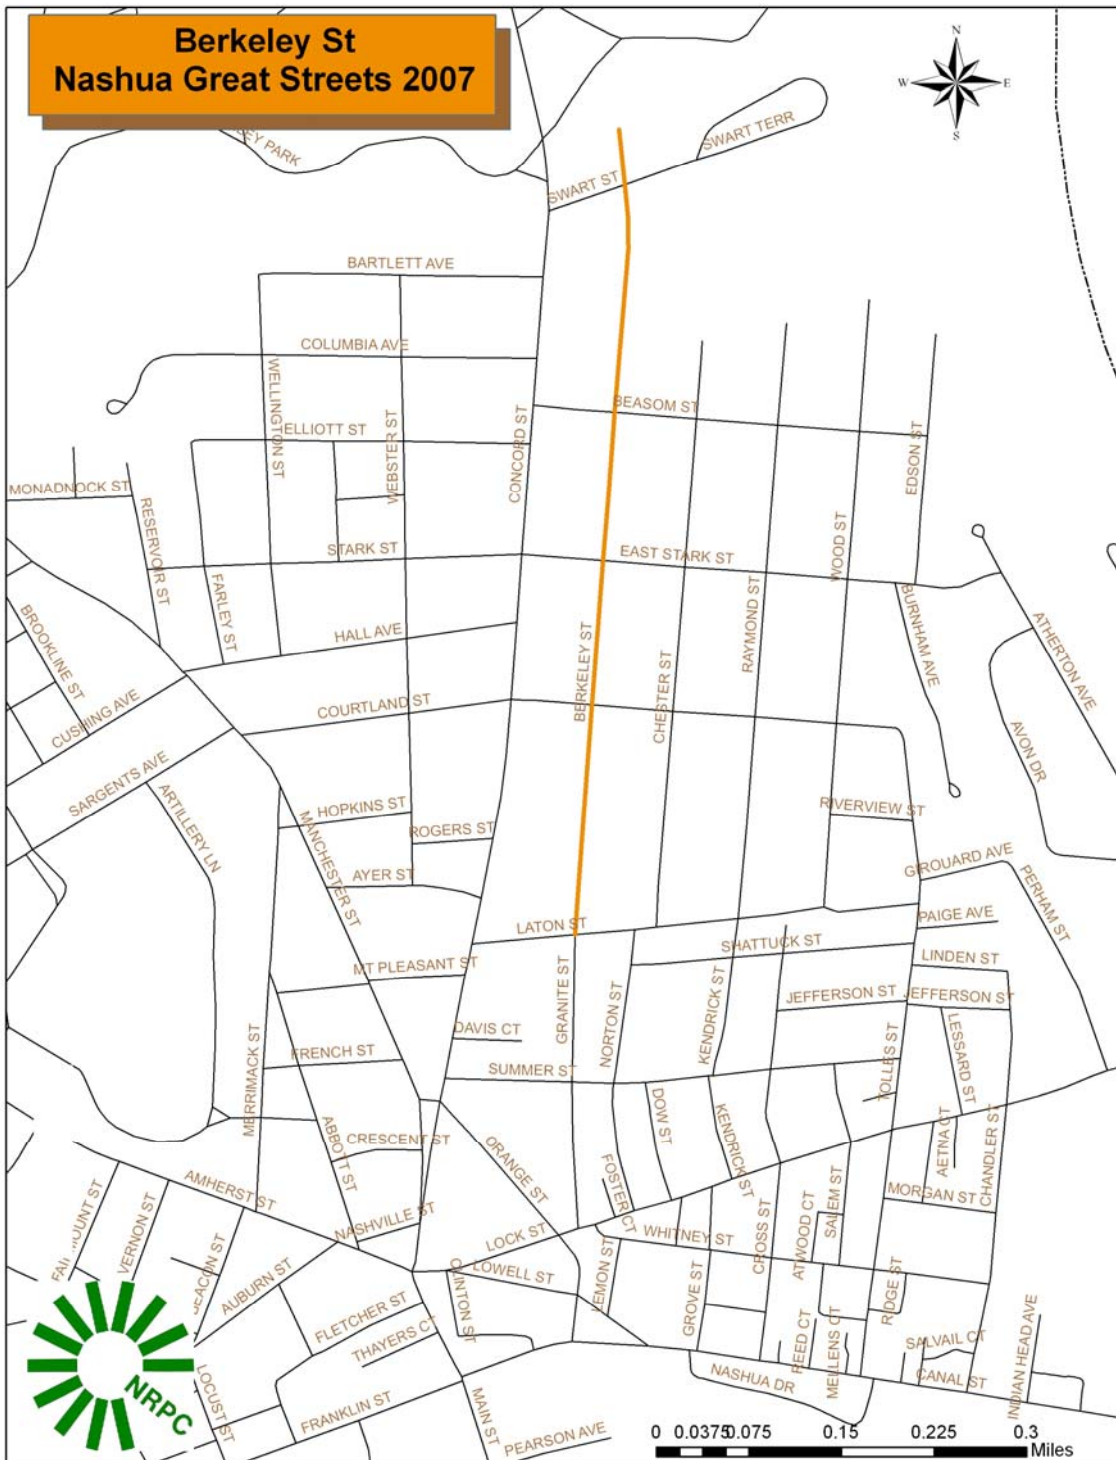 Berkeley St
Nashua Great Streets 2007
N
W
E
S
SEY PARK
SWART TERR
SWART ST
BARTLETT AVE
COLUMBIA AVE
WELLINGTON ST
WEBSTER ST
CONCORD ST
BEASOM ST
EDSON ST
ELLIOTT ST
MONADNOCK ST
RESERVOIR ST
STARK ST
EAST STARK ST
WOOD ST
FARLEY ST
BROOKLINE ST
HALL AVE
BERKELEY ST
CHESTER ST
RAYMOND ST
BURNHAM AVE
ATHERTON AVE
AVON DR
CUSHING AVE
COURTLAND ST
SARGENTS AVE
ARTILLERY LN
HOPKINS ST
MANCHESTER ST
ROGERS ST
AYER ST
RIVERVIEW ST
GIROUARD AVE
PERHAM ST
LATON ST
PAIGE AVE
SHATTUCK ST
LINDEN ST
MT PLEASANT ST
GRANITE ST
NORTON ST
KENDRICK ST
JEFFERSON ST
JEFFERSON ST
DAVIS CT
MERRIMACK ST
FRENCH ST
SUMMER ST
TOLLES ST
LESSARD ST
DOW ST
KENDRICK ST
AETNA CT
CHANDLER ST
ABBOTT ST
CRESCENT ST
ORANGE ST
FOSTER CT
AMHERST ST
NASHVILLE ST
LOCK ST
WHITNEY ST
CROSS ST
ATWOOD CT
SALEM ST
MORGAN ST
FAIRMOUNT ST
VERNON ST
BEACON ST
AUBURN ST
CLINTON ST
LOWELL ST
LEMON ST
GROVE ST
RIDGE ST
FLETCHER ST
THAYERS CT
REED CT
MELLENS CT
SALVAIL CT
INDIAN HEAD AVE
LOCUST ST
FRANKLIN ST
MAIN ST
NASHUA DR
CANAL ST
PEARSON AVE
NRPC
0 0.0375 0.075 0.15 0.225 0.3
Miles